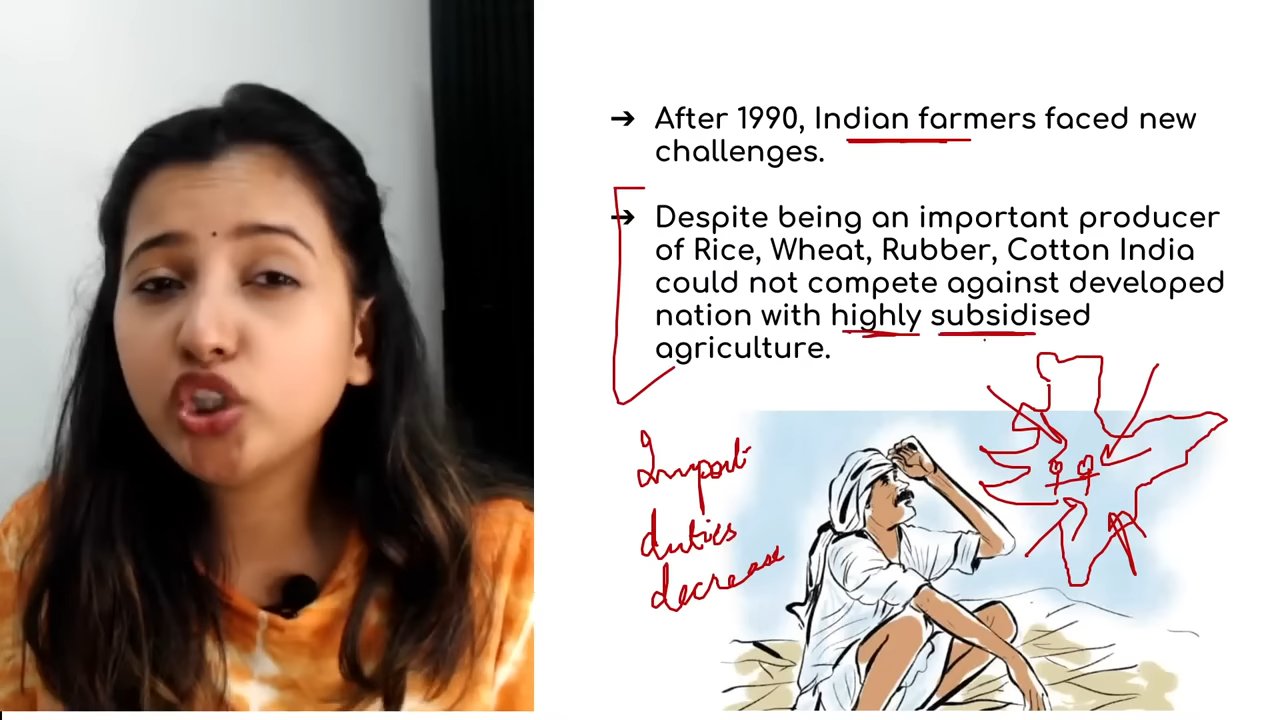 ➔ After 1990, Indian farmers faced new
challenges.
➔ Despite being an important producer
of Rice, Wheat, Rubber, Cotton India
could not compete against developed
nation with highly subsidised
agriculture.
Import
duties
decrease